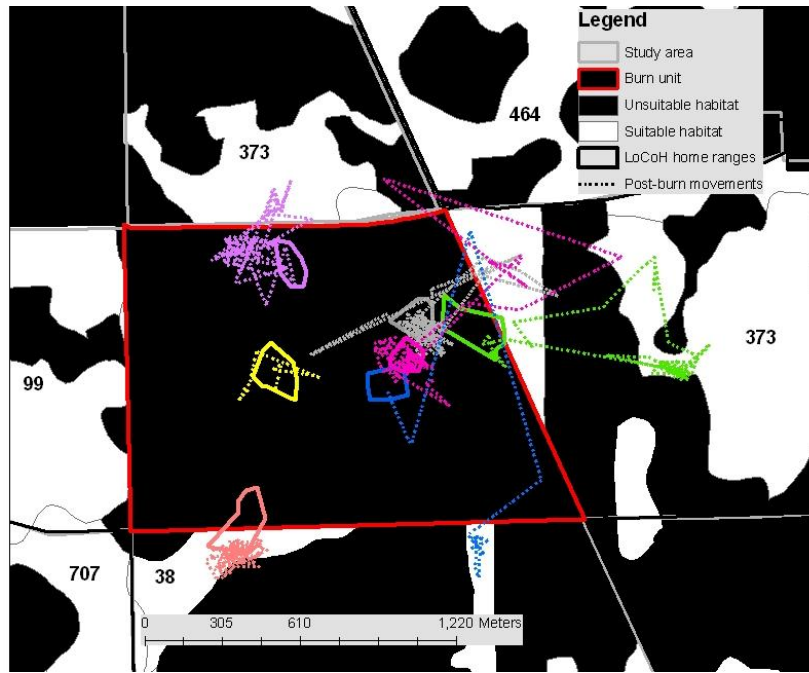 Legend
Study area
Burn unit
Unsuitable habitat
Suitable habitat
LoCoH home ranges
Post-burn movements
464
373
373
99
707
38
0 305 610 1,220 Meters